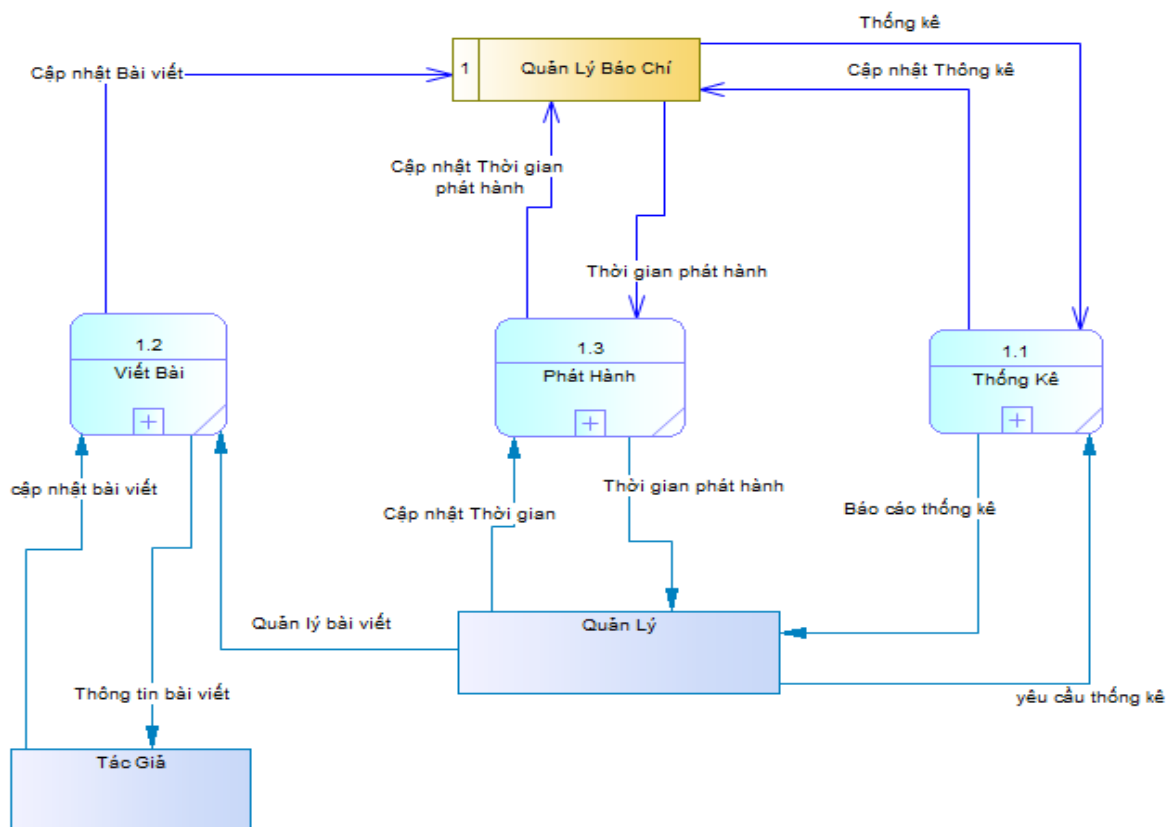 Thống kê
Cập nhật Bài viết
1
Quản Lý Báo Chí
Cập nhật Thông kê
Cập nhật Thời gian
phát hành
Thời gian phát hành
1.2
Viết Bài
1.3
Phát Hành
1.1
Thống Kê
cập nhật bài viết
Cập nhật Thời gian
Thời gian phát hành
Báo cáo thống kê
Quản lý bài viết
Quản Lý
Thông tin bài viết
yêu cầu thống kê
Tác Giả